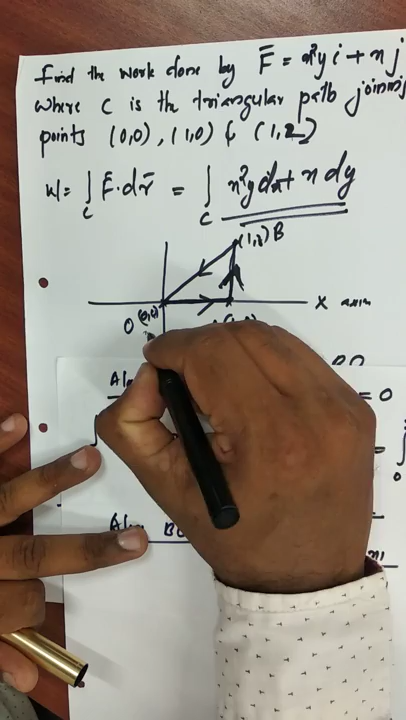 Find the work done by F̄ = x²y i + x j
where C is the triangular path joining
points (0,0), (1,0) & (1,2)
W = ∫_C F̄·dr̄ = ∫_C x²y dx + x dy
(1,2) B
X axis
O (0,0)
= 0
∫
0